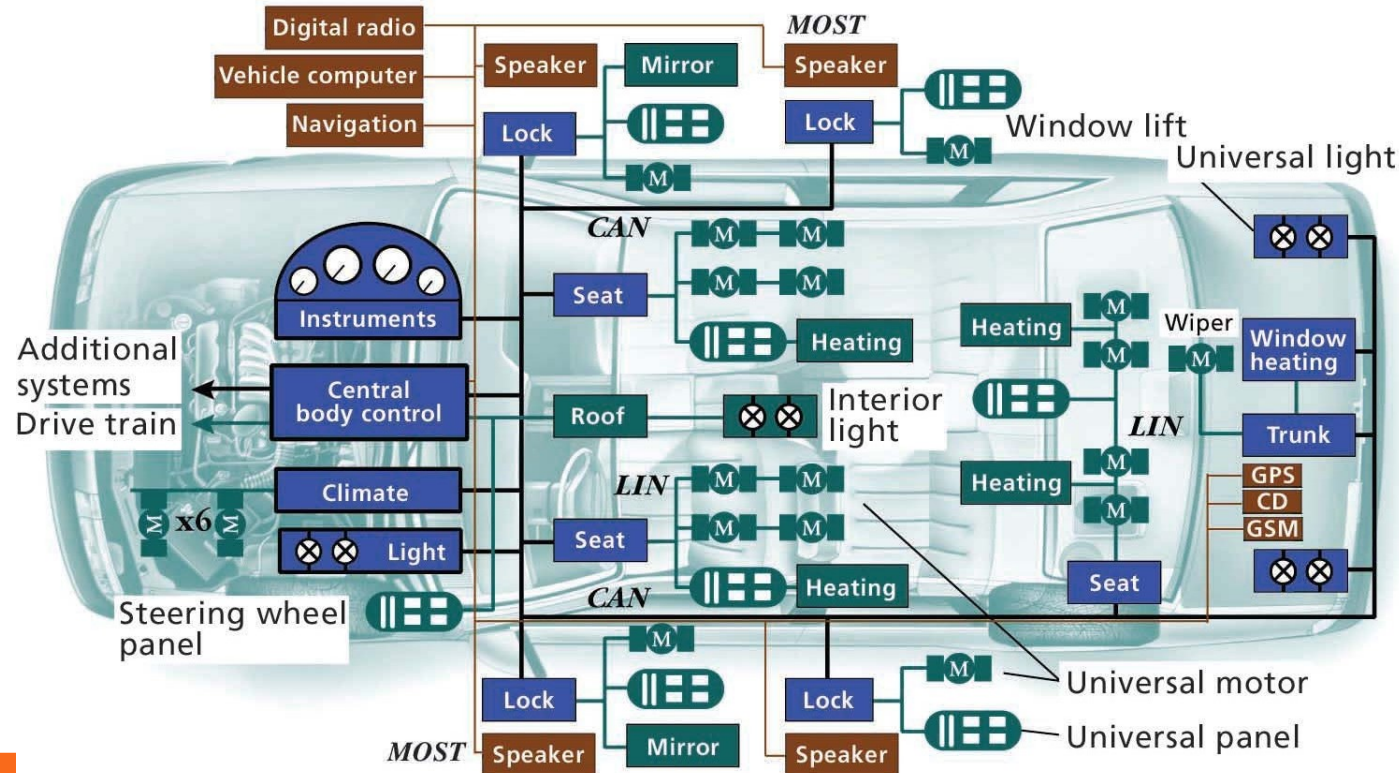 Digital radio
MOST
Speaker
Mirror
Speaker
Vehicle computer
Navigation
Lock
Lock
M
M
Window lift
Universal light
CAN
M
M
Seat
M
M
Instruments
Heating
Heating
M
M
Wiper
M
Window
heating
Additional
systems
Central
body control
Drive train
Roof
Interior
light
LIN
Trunk
LIN
M
M
Heating
M
M
GPS
CD
GSM
Climate
M
x6
M
Seat
M
M
Light
CAN
Heating
Seat
Steering wheel
panel
M
M
Lock
Lock
Universal motor
MOST
Speaker
Mirror
Speaker
Universal panel